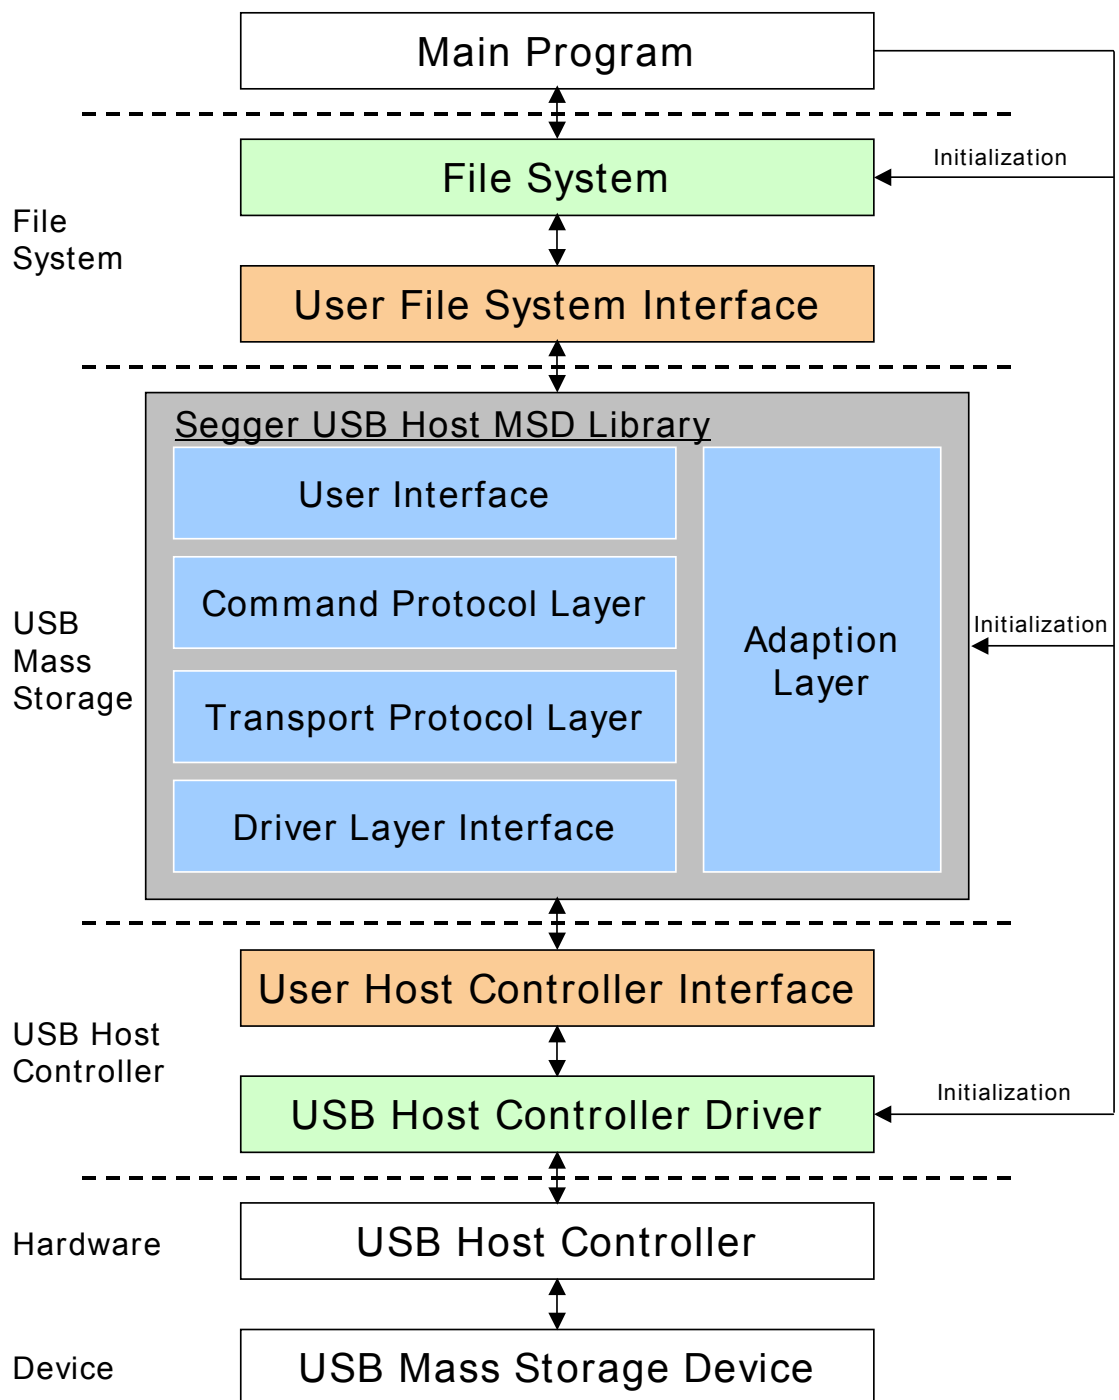 Main Program
Initialization
File System
File
System
User File System Interface
Segger USB Host MSD Library
User Interface
Command Protocol Layer
USB
Mass
Storage
Adaption
Layer
Initialization
Transport Protocol Layer
Driver Layer Interface
User Host Controller Interface
USB Host
Controller
USB Host Controller Driver
Initialization
Hardware
USB Host Controller
Device
USB Mass Storage Device